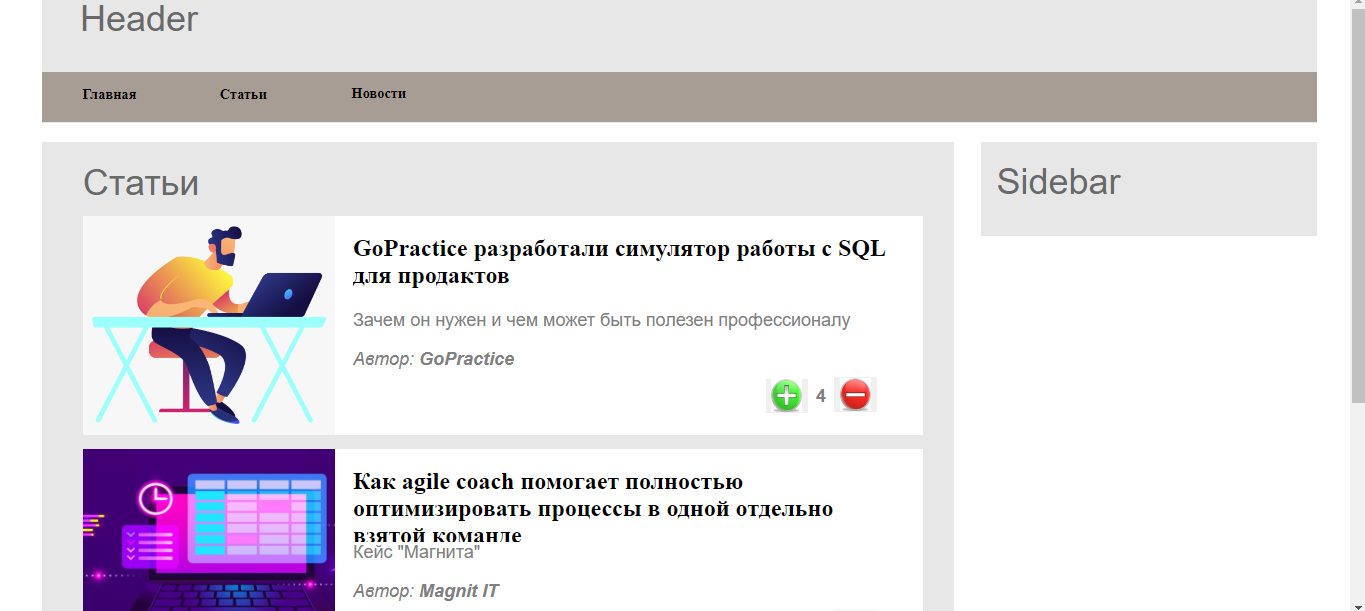 Header
Главная Статьи Новости
Статьи
Sidebar
GoPractice разработали симулятор работы с SQL
для продактов
Зачем он нужен и чем может быть полезен профессионалу
Автор: GoPractice
4
Как agile coach помогает полностью
оптимизировать процессы в одной отдельно
взятой команде
Кейс "Магнита"
Автор: Magnit IT